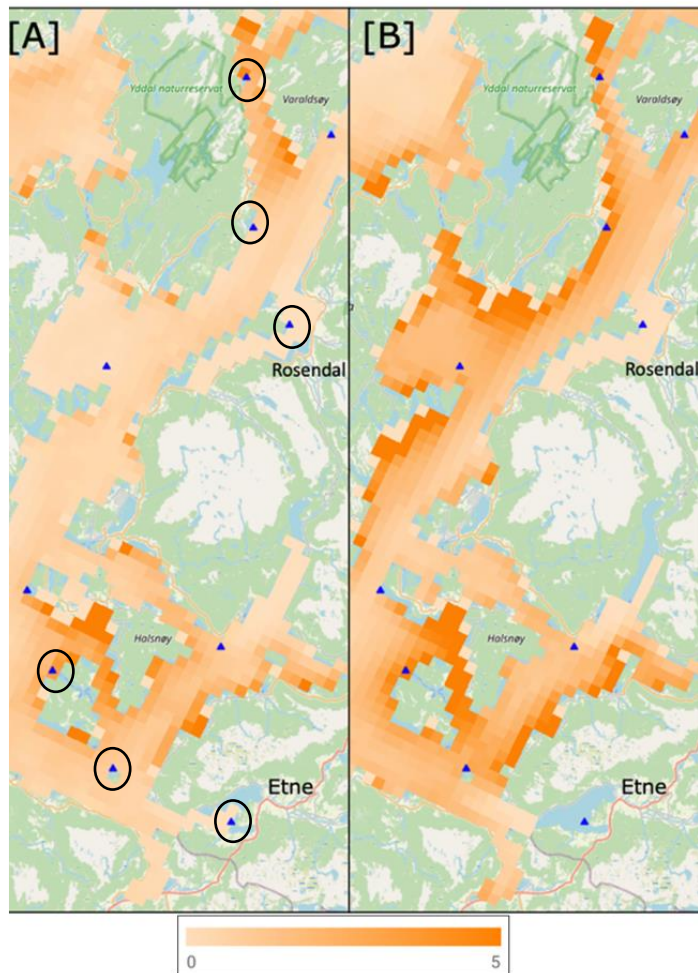 [A]
Yddal naturreservat
Varaldsøy
Rosendal
Halsnøy
Etne
[B]
Yddal naturreservat
Varaldsøy
a
Rosendal
Halsnøy
Etne
0 5